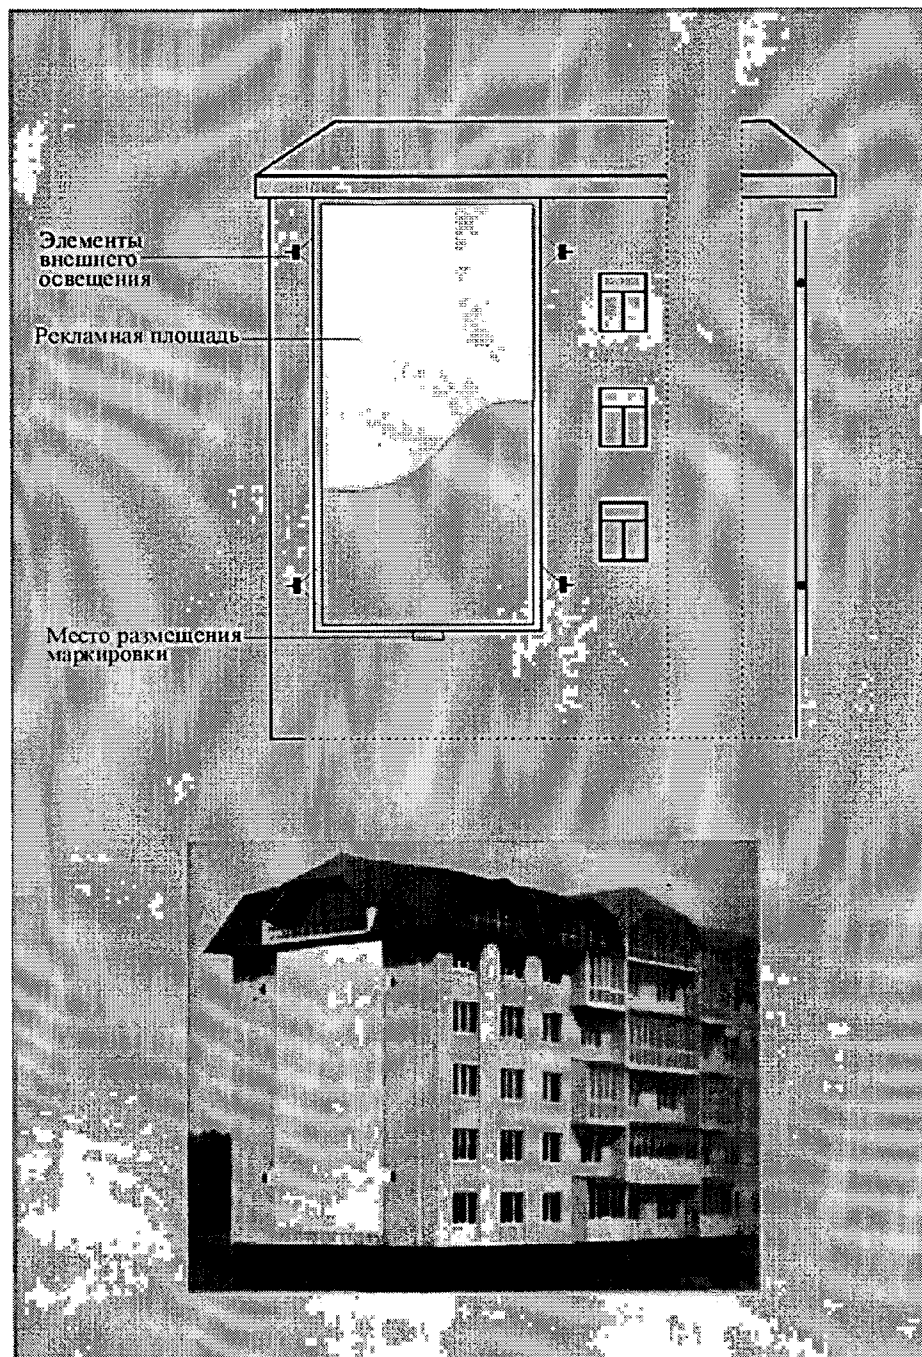 Элементы
внешнего
освещения
Рекламная площадь
Место размещения
маркировки